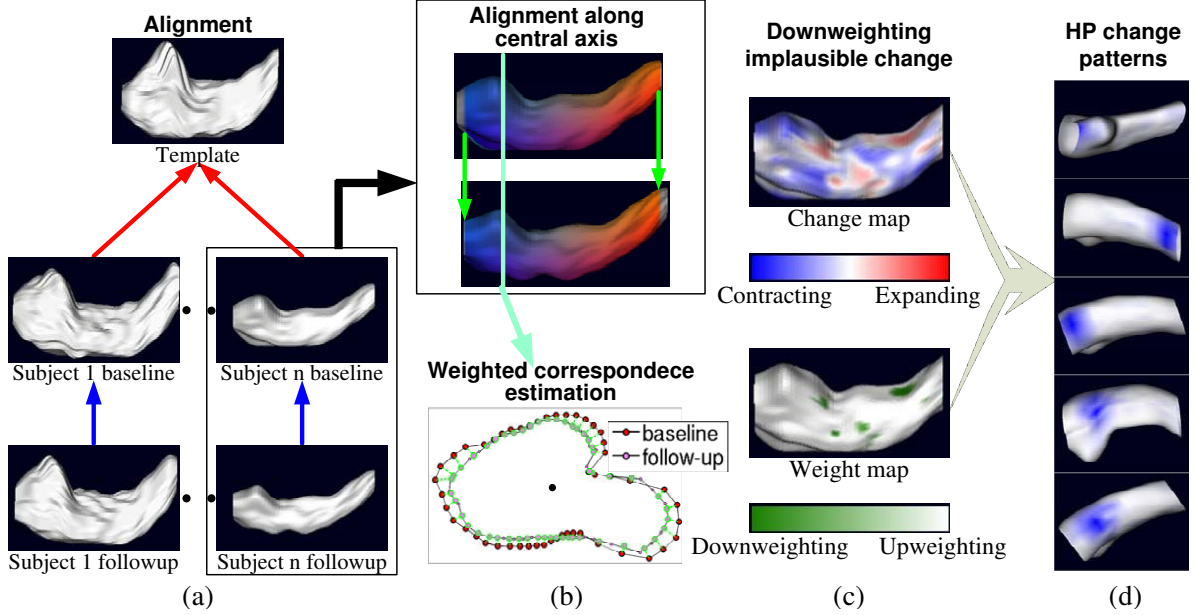 Alignment
Template
Subject 1 baseline
Subject n baseline
Subject 1 followup
Subject n followup
(a)
Alignment along
central axis
Weighted correspondece
estimation
baseline
follow-up
(b)
Downweighting
implausible change
Change map
Contracting Expanding
Weight map
Downweighting Upweighting
(c)
HP change
patterns
(d)